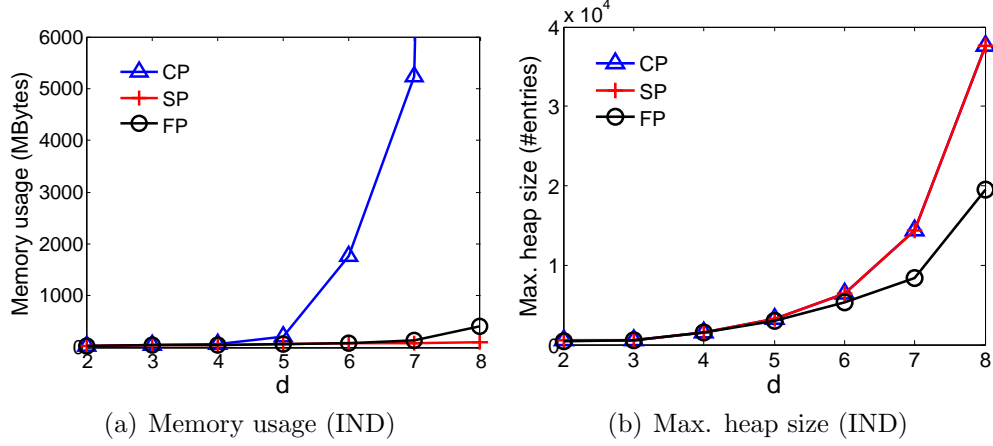 Memory usage (MBytes)
6000
5000
4000
3000
2000
1000
0
CP
SP
FP
2 3 4 5 6 7 8
d
(a) Memory usage (IND)
x 10^4
Max. heap size (#entries)
4
3
2
1
0
CP
SP
FP
2 3 4 5 6 7 8
d
(b) Max. heap size (IND)